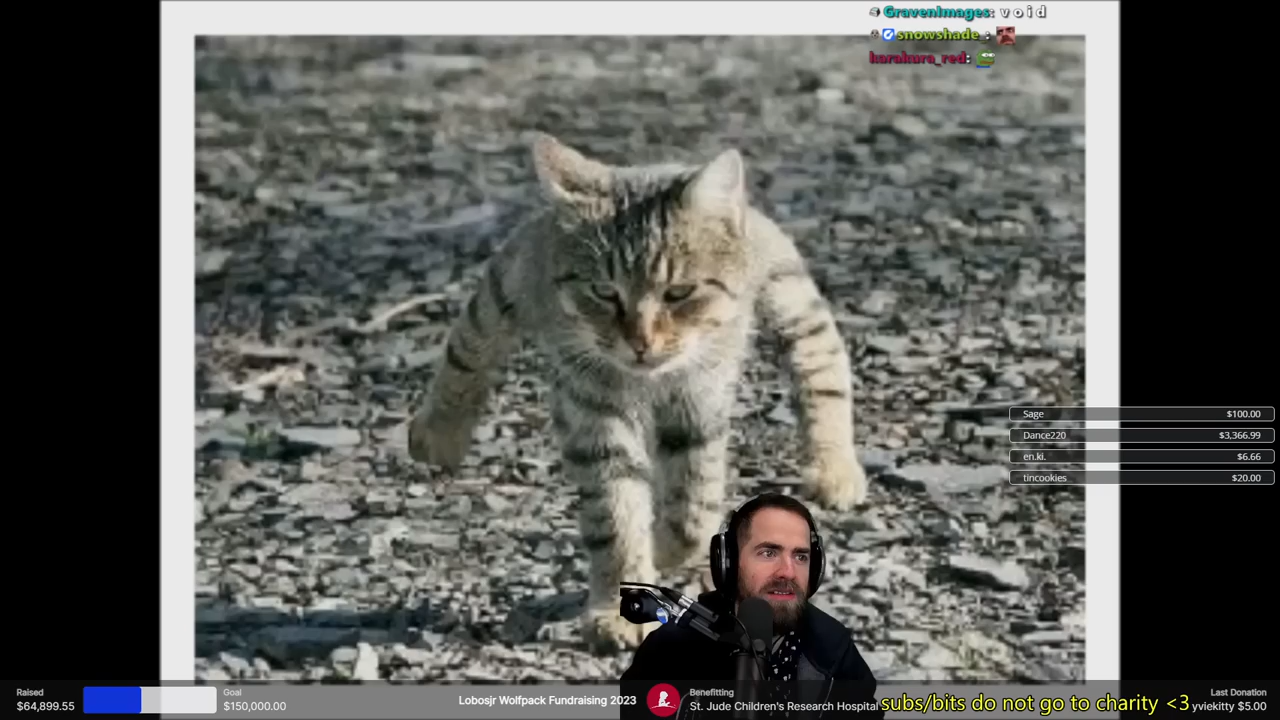 GravenImages: v o i d
snowshade_:
karakura_red:
Sage $100.00
Dance220 $3,366.99
en.ki. $6.66
tincookies $20.00
Raised
$64,899.55
Goal
$150,000.00
Lobosjr Wolfpack Fundraising 2023
Benefitting
St. Jude Children's Research Hospital
subs/bits do not go to charity <3
Last Donation
yviekitty $5.00